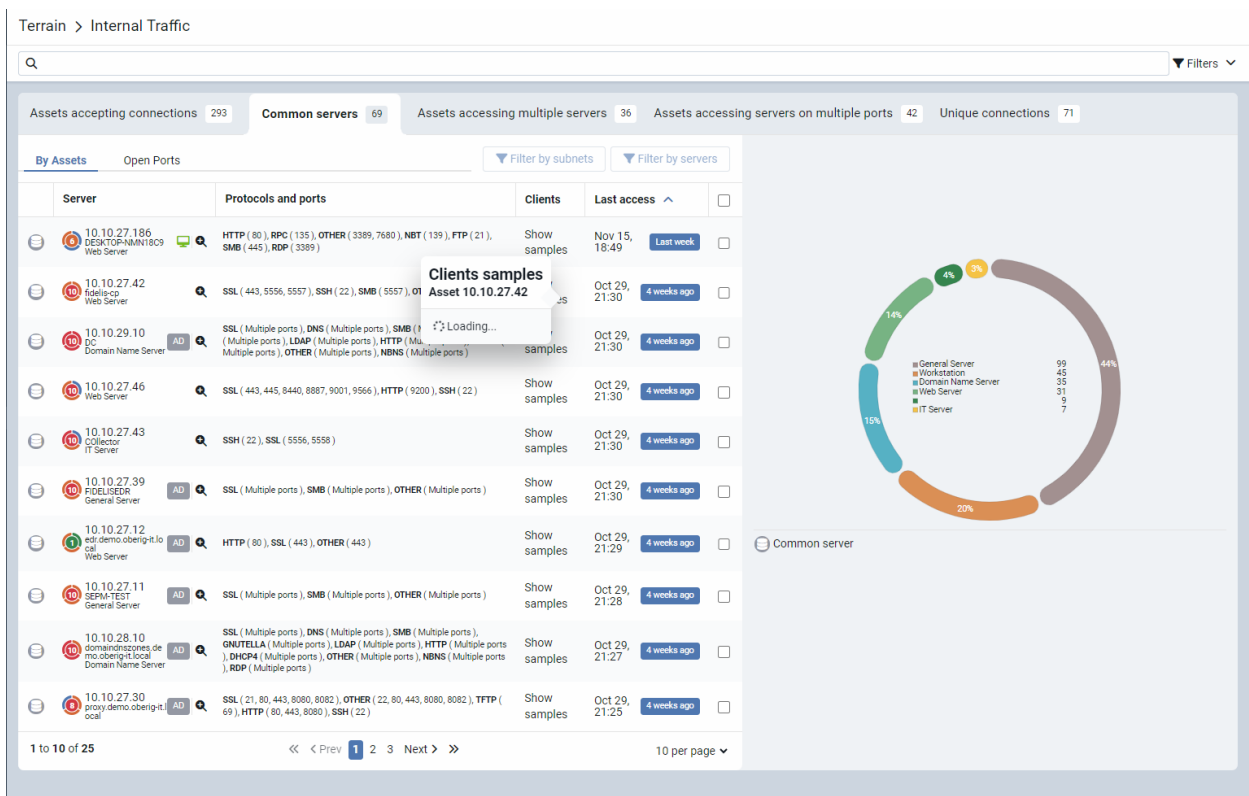 Terrain > Internal Traffic
Filters
Assets accepting connections 293 Common servers 69 Assets accessing multiple servers 36 Assets accessing servers on multiple ports 42 Unique connections 71
By Assets Open Ports Filter by subnets Filter by servers
Server Protocols and ports Clients Last access
10.10.27.186
6 DESKTOP-NMN18C9
Web Server
HTTP ( 80 ), RPC ( 135 ), OTHER ( 3389, 7680 ), NBT ( 139 ), FTP ( 21 ),
SMB ( 445 ), RDP ( 3389 )
Show
samples
Nov 15,
18:49
Last week
10.10.27.42
10 fidelis-cp
Web Server
SSL ( 443, 5556, 5557 ), SSH ( 22 ), SMB ( 5557 ),
Oct 29,
21:30
4 weeks ago
Clients samples
Asset 10.10.27.42
Loading...
10.10.29.10
10 DC AD
Domain Name Server
SSL ( Multiple ports ), DNS ( Multiple ports ), SMB (
( Multiple ports ), LDAP ( Multiple ports ), HTTP (
Multiple ports ), OTHER ( Multiple ports ), NBNS ( Multiple ports )
samples
Oct 29,
21:30
4 weeks ago
10.10.27.46
10 Web Server
SSL ( 443, 445, 8440, 8887, 9001, 9566 ), HTTP ( 9200 ), SSH ( 22 )
Show
samples
Oct 29,
21:30
4 weeks ago
10.10.27.43
10 COllector
IT Server
SSH ( 22 ), SSL ( 5556, 5558 )
Show
samples
Oct 29,
21:30
4 weeks ago
10.10.27.39
10 FIDELISEDR AD
General Server
SSL ( Multiple ports ), SMB ( Multiple ports ), OTHER ( Multiple ports )
Show
samples
Oct 29,
21:30
4 weeks ago
10.10.27.12
1 edr.demo.oberig-it.lo AD
cal
Web Server
HTTP ( 80 ), SSL ( 443 ), OTHER ( 443 )
Show
samples
Oct 29,
21:29
4 weeks ago
10.10.27.11
10 SEPM-TEST AD
General Server
SSL ( Multiple ports ), SMB ( Multiple ports ), OTHER ( Multiple ports )
Show
samples
Oct 29,
21:28
4 weeks ago
10.10.28.10
10 domaindnszones.de AD
mo.oberig-it.local
Domain Name Server
SSL ( Multiple ports ), DNS ( Multiple ports ), SMB ( Multiple ports ),
GNUTELLA ( Multiple ports ), LDAP ( Multiple ports ), HTTP ( Multiple ports
), DHCP4 ( Multiple ports ), OTHER ( Multiple ports ), NBNS ( Multiple ports
), RDP ( Multiple ports )
Show
samples
Oct 29,
21:27
4 weeks ago
10.10.27.30
8 proxy.demo.oberig-it.l AD
ocal
SSL ( 21, 80, 443, 8080, 8082 ), OTHER ( 22, 80, 443, 8080, 8082 ), TFTP (
69 ), HTTP ( 80, 443, 8080 ), SSH ( 22 )
Show
samples
Oct 29,
21:25
4 weeks ago
1 to 10 of 25 Prev 1 2 3 Next 10 per page
3%
4%
14%
44%
15%
20%
General Server 99
Workstation 45
Domain Name Server 35
Web Server 31
9
IT Server 7
Common server